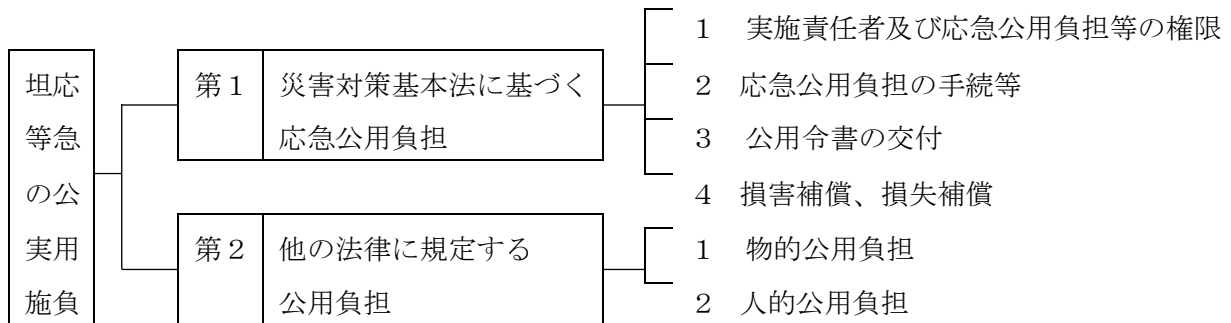 応急公用負
担等の実施
第1 災害対策基本法に基づく
応急公用負担
1 実施責任者及び応急公用負担等の権限
2 応急公用負担の手続等
3 公用令書の交付
4 損害補償、損失補償
第2 他の法律に規定する
公用負担
1 物的公用負担
2 人的公用負担